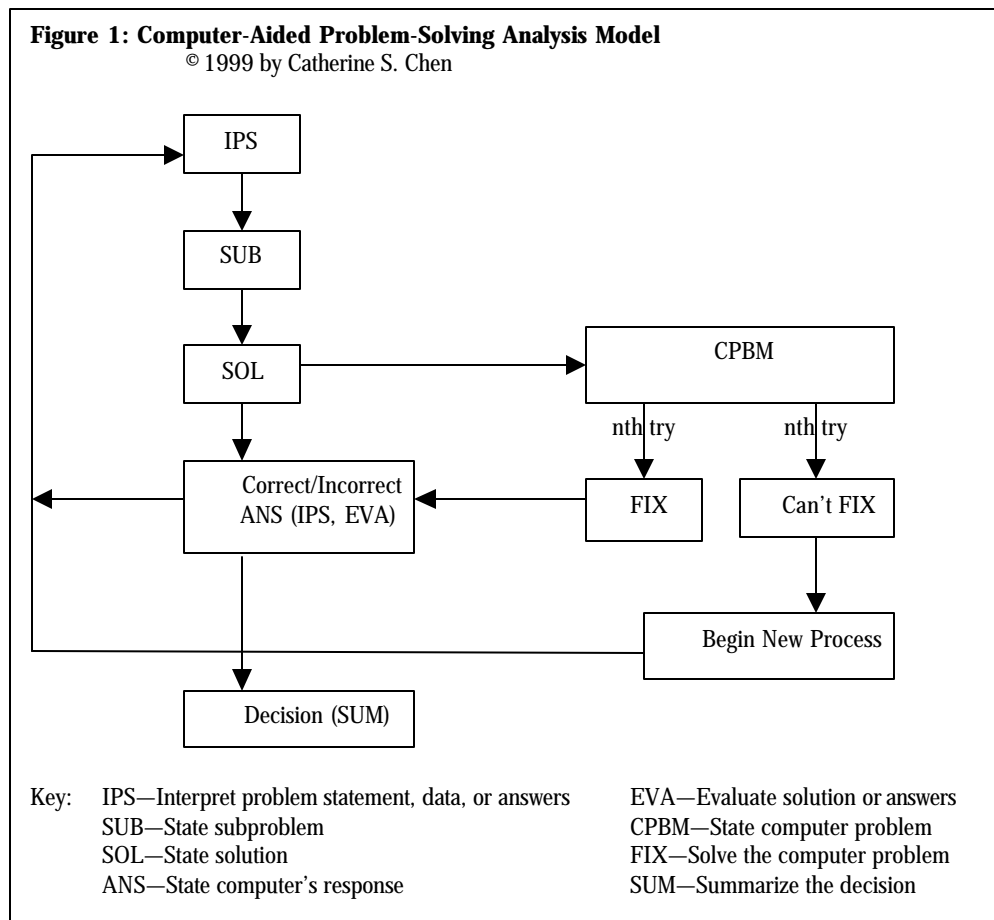 Figure 1: Computer-Aided Problem-Solving Analysis Model
© 1999 by Catherine S. Chen
IPS
SUB
SOL
CPBM
nth try
nth try
Correct/Incorrect
ANS (IPS, EVA)
FIX
Can't FIX
Begin New Process
Decision (SUM)
Key: IPS—Interpret problem statement, data, or answers
SUB—State subproblem
SOL—State solution
ANS—State computer's response
EVA—Evaluate solution or answers
CPBM—State computer problem
FIX—Solve the computer problem
SUM—Summarize the decision